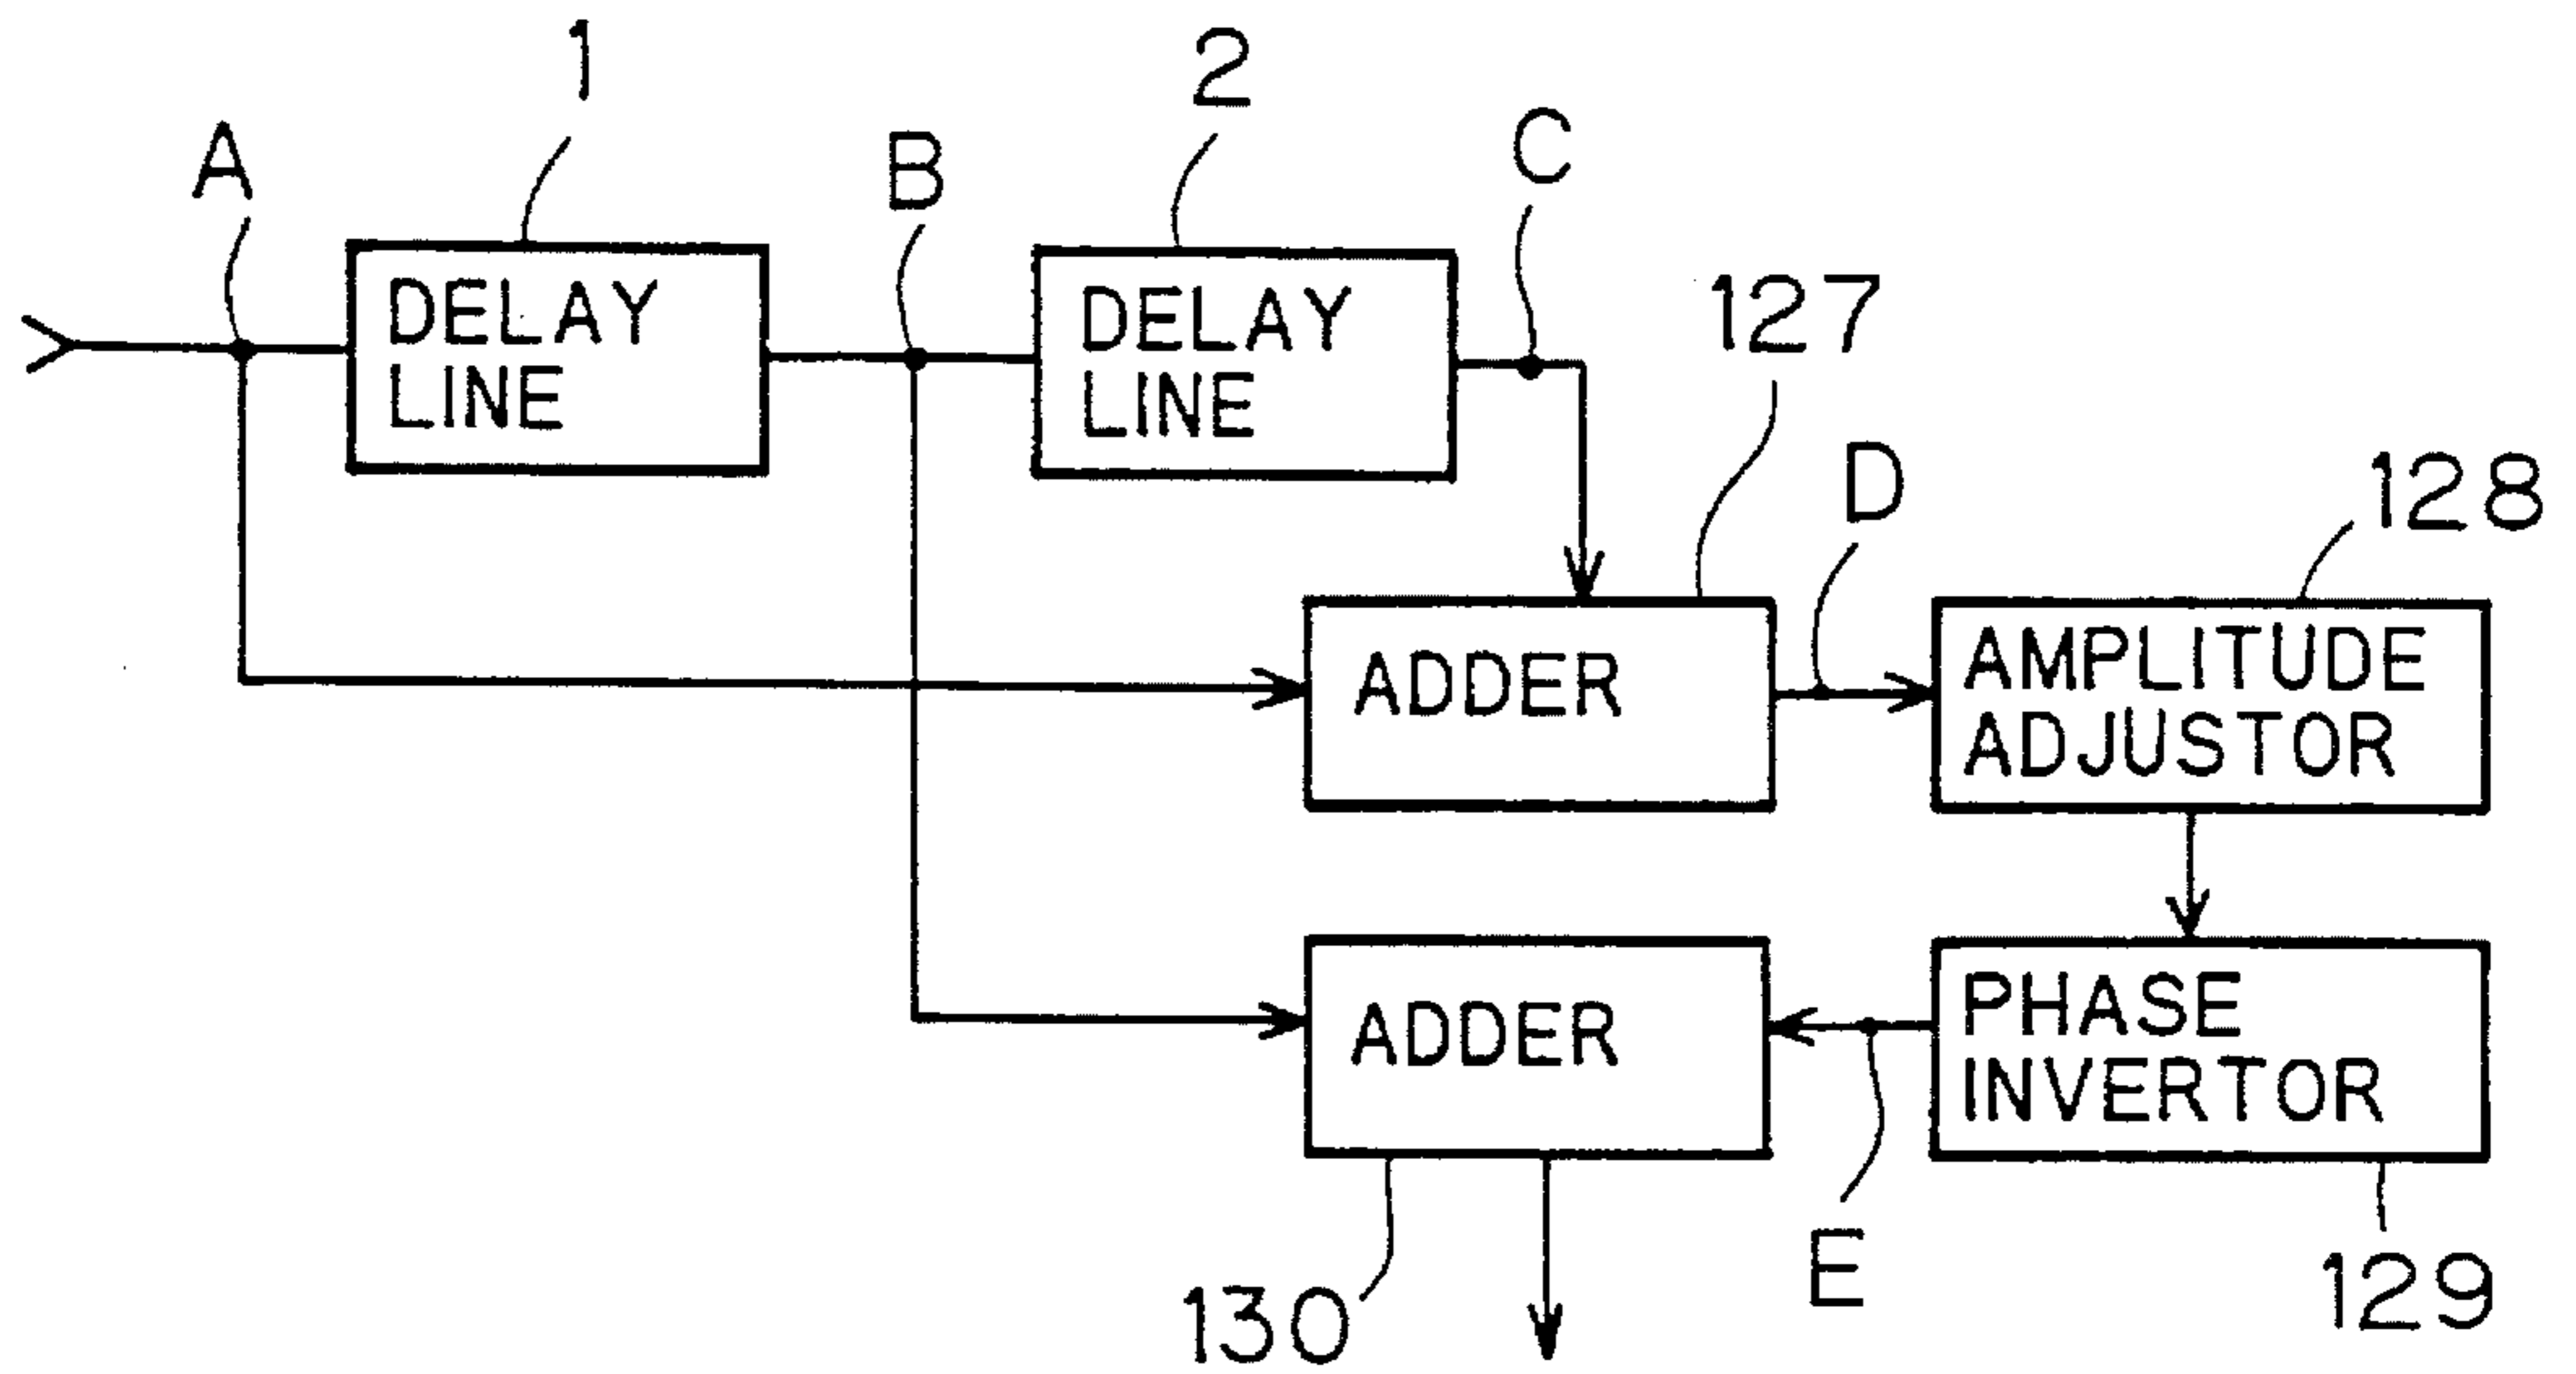 1
2
A
B
C
DELAY
LINE
DELAY
LINE
127
D
128
ADDER
AMPLITUDE
ADJUSTOR
ADDER
PHASE
INVERTOR
130
E
129